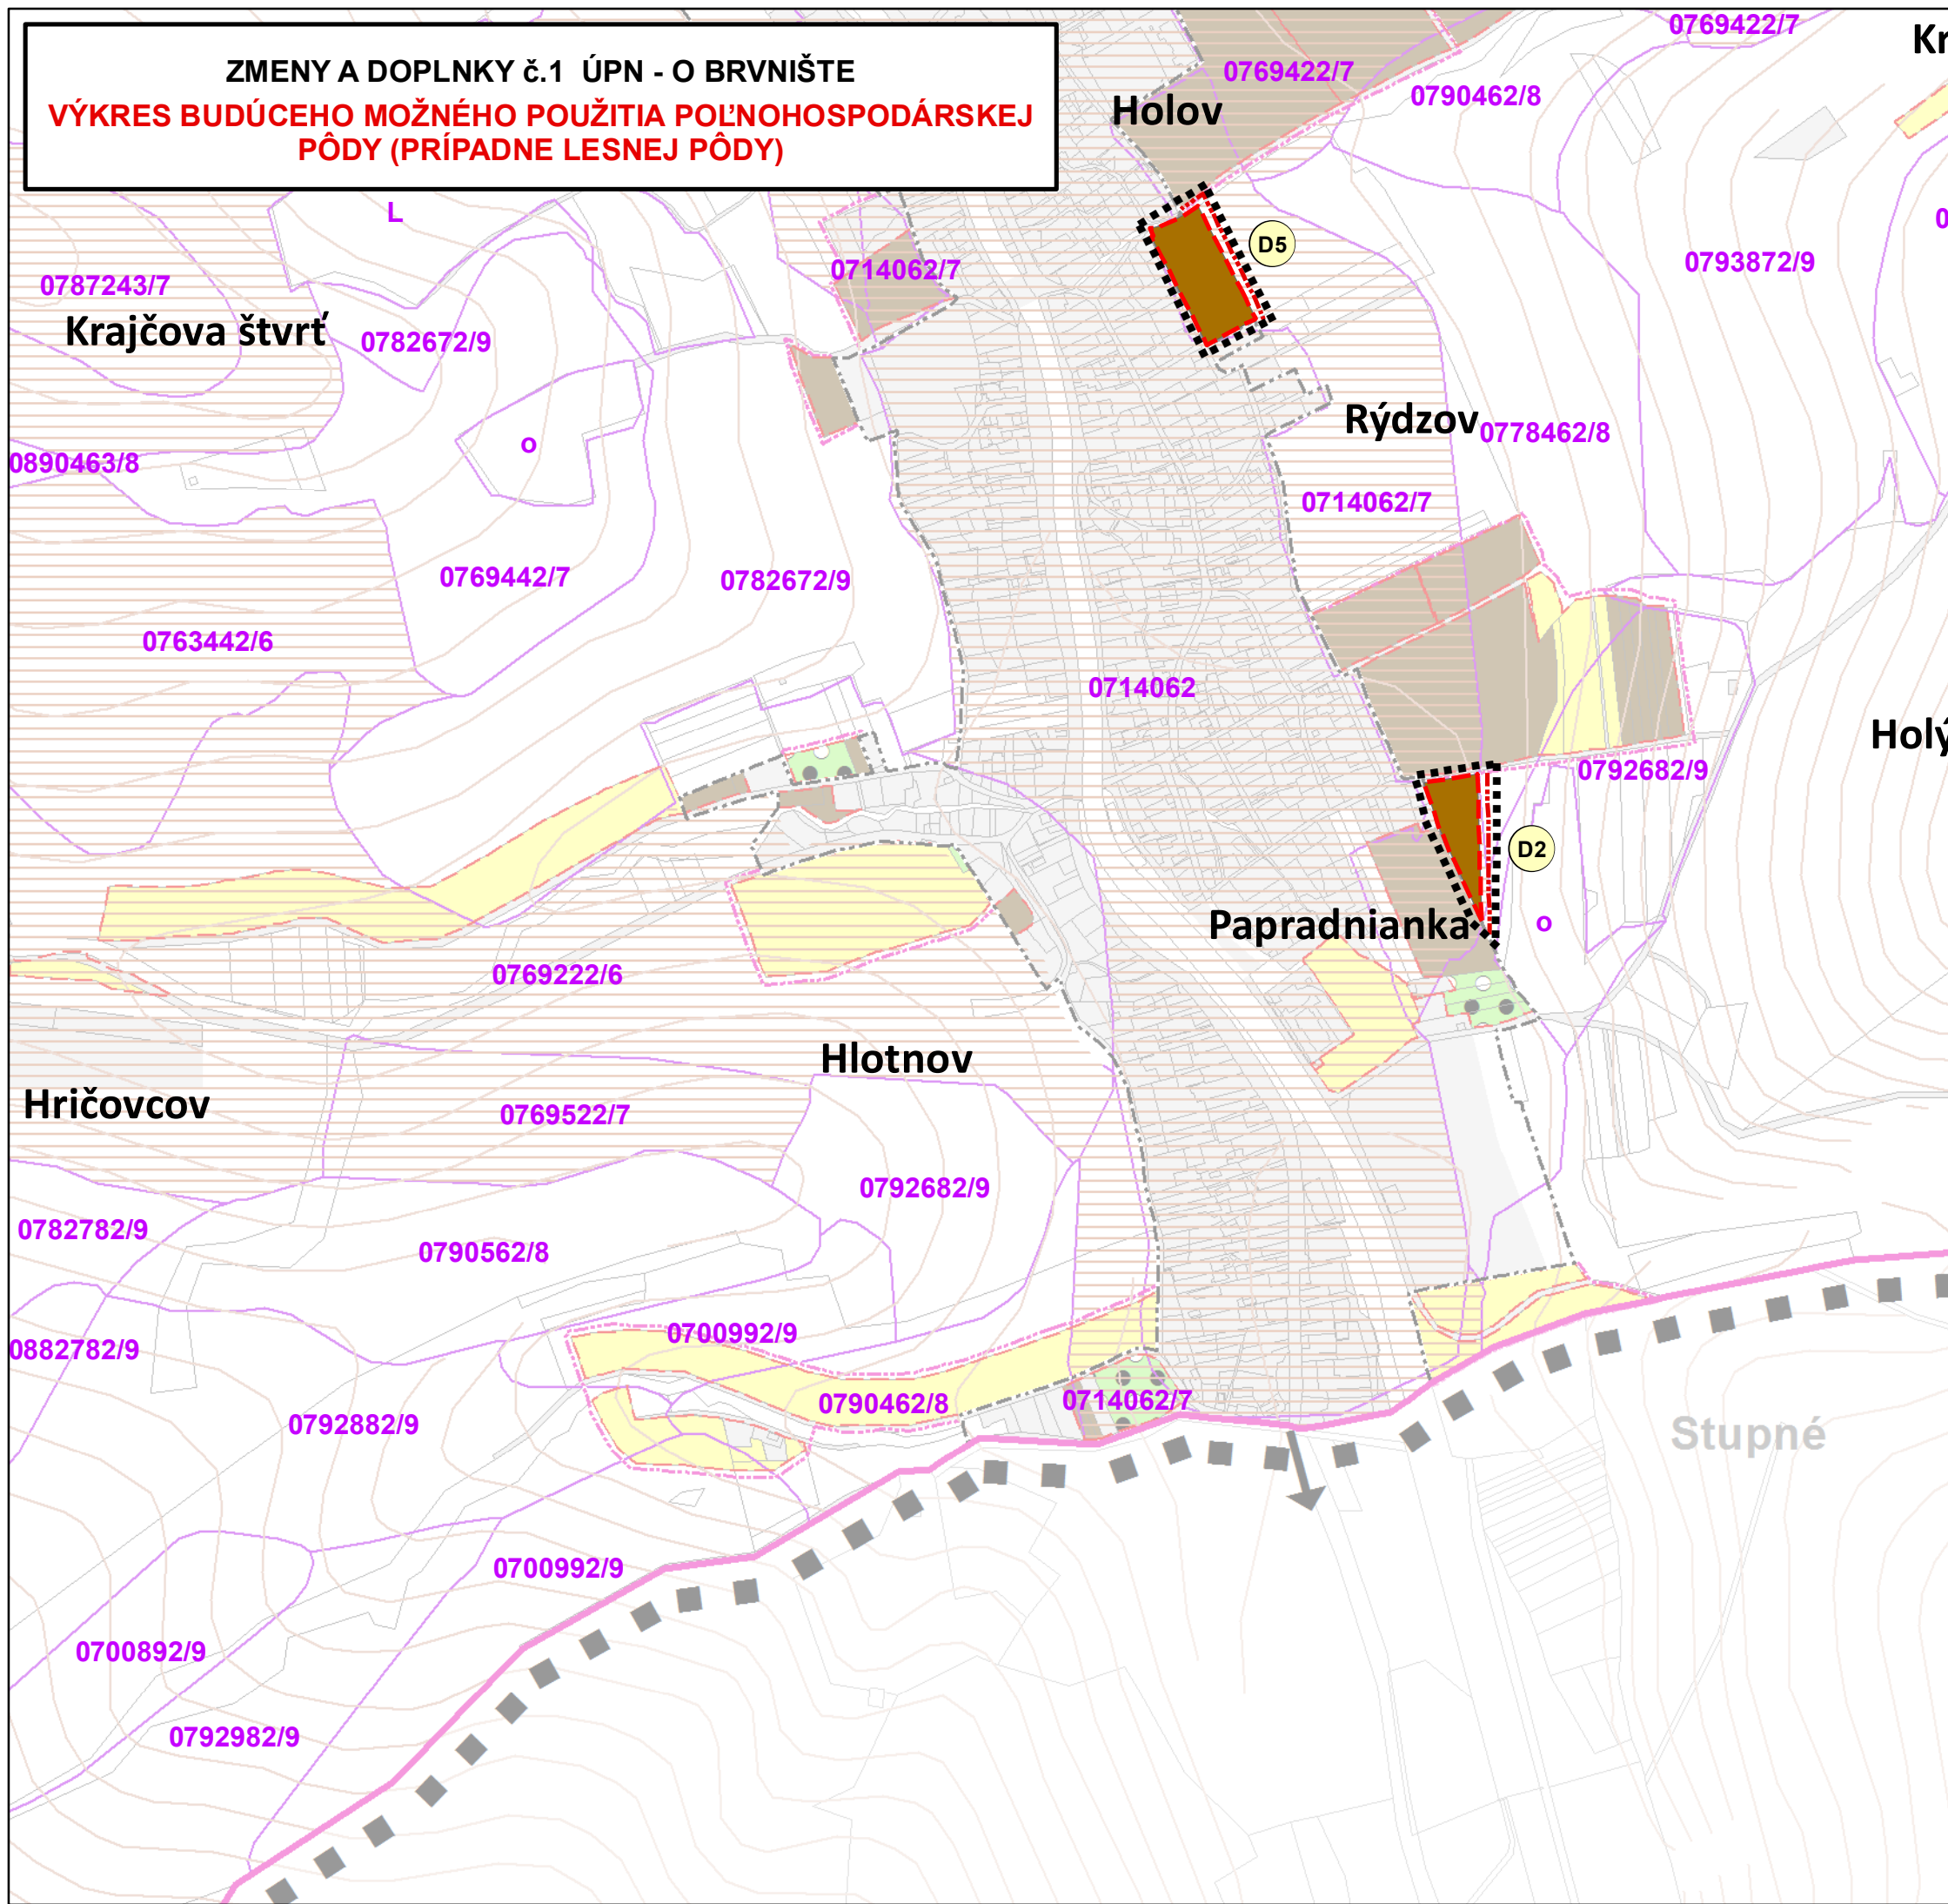 ZMENY A DOPLNKY č.1 ÚPN - O BRVNIŠTE
VÝKRES BUDÚCEHO MOŽNÉHO POUŽITIA POĽNOHOSPODÁRSKEJ
PÔDY (PRÍPADNE LESNEJ PÔDY)
0769422/7
Kr
0769422/7
0790462/8
Holov
L
0
D5
0793872/9
0714062/7
0787243/7
Krajčova štvrť
0782672/9
Rýdzov
0778462/8
o
0890463/8
0714062/7
0769442/7
0782672/9
0763442/6
0714062
Holý
0792682/9
D2
Papradnianka
o
0769222/6
Hlotnov
Hričovcov
0769522/7
0792682/9
0782782/9
0790562/8
0700992/9
0882782/9
0790462/8
0714062/7
0792882/9
Stupné
0700992/9
0700892/9
0792982/9